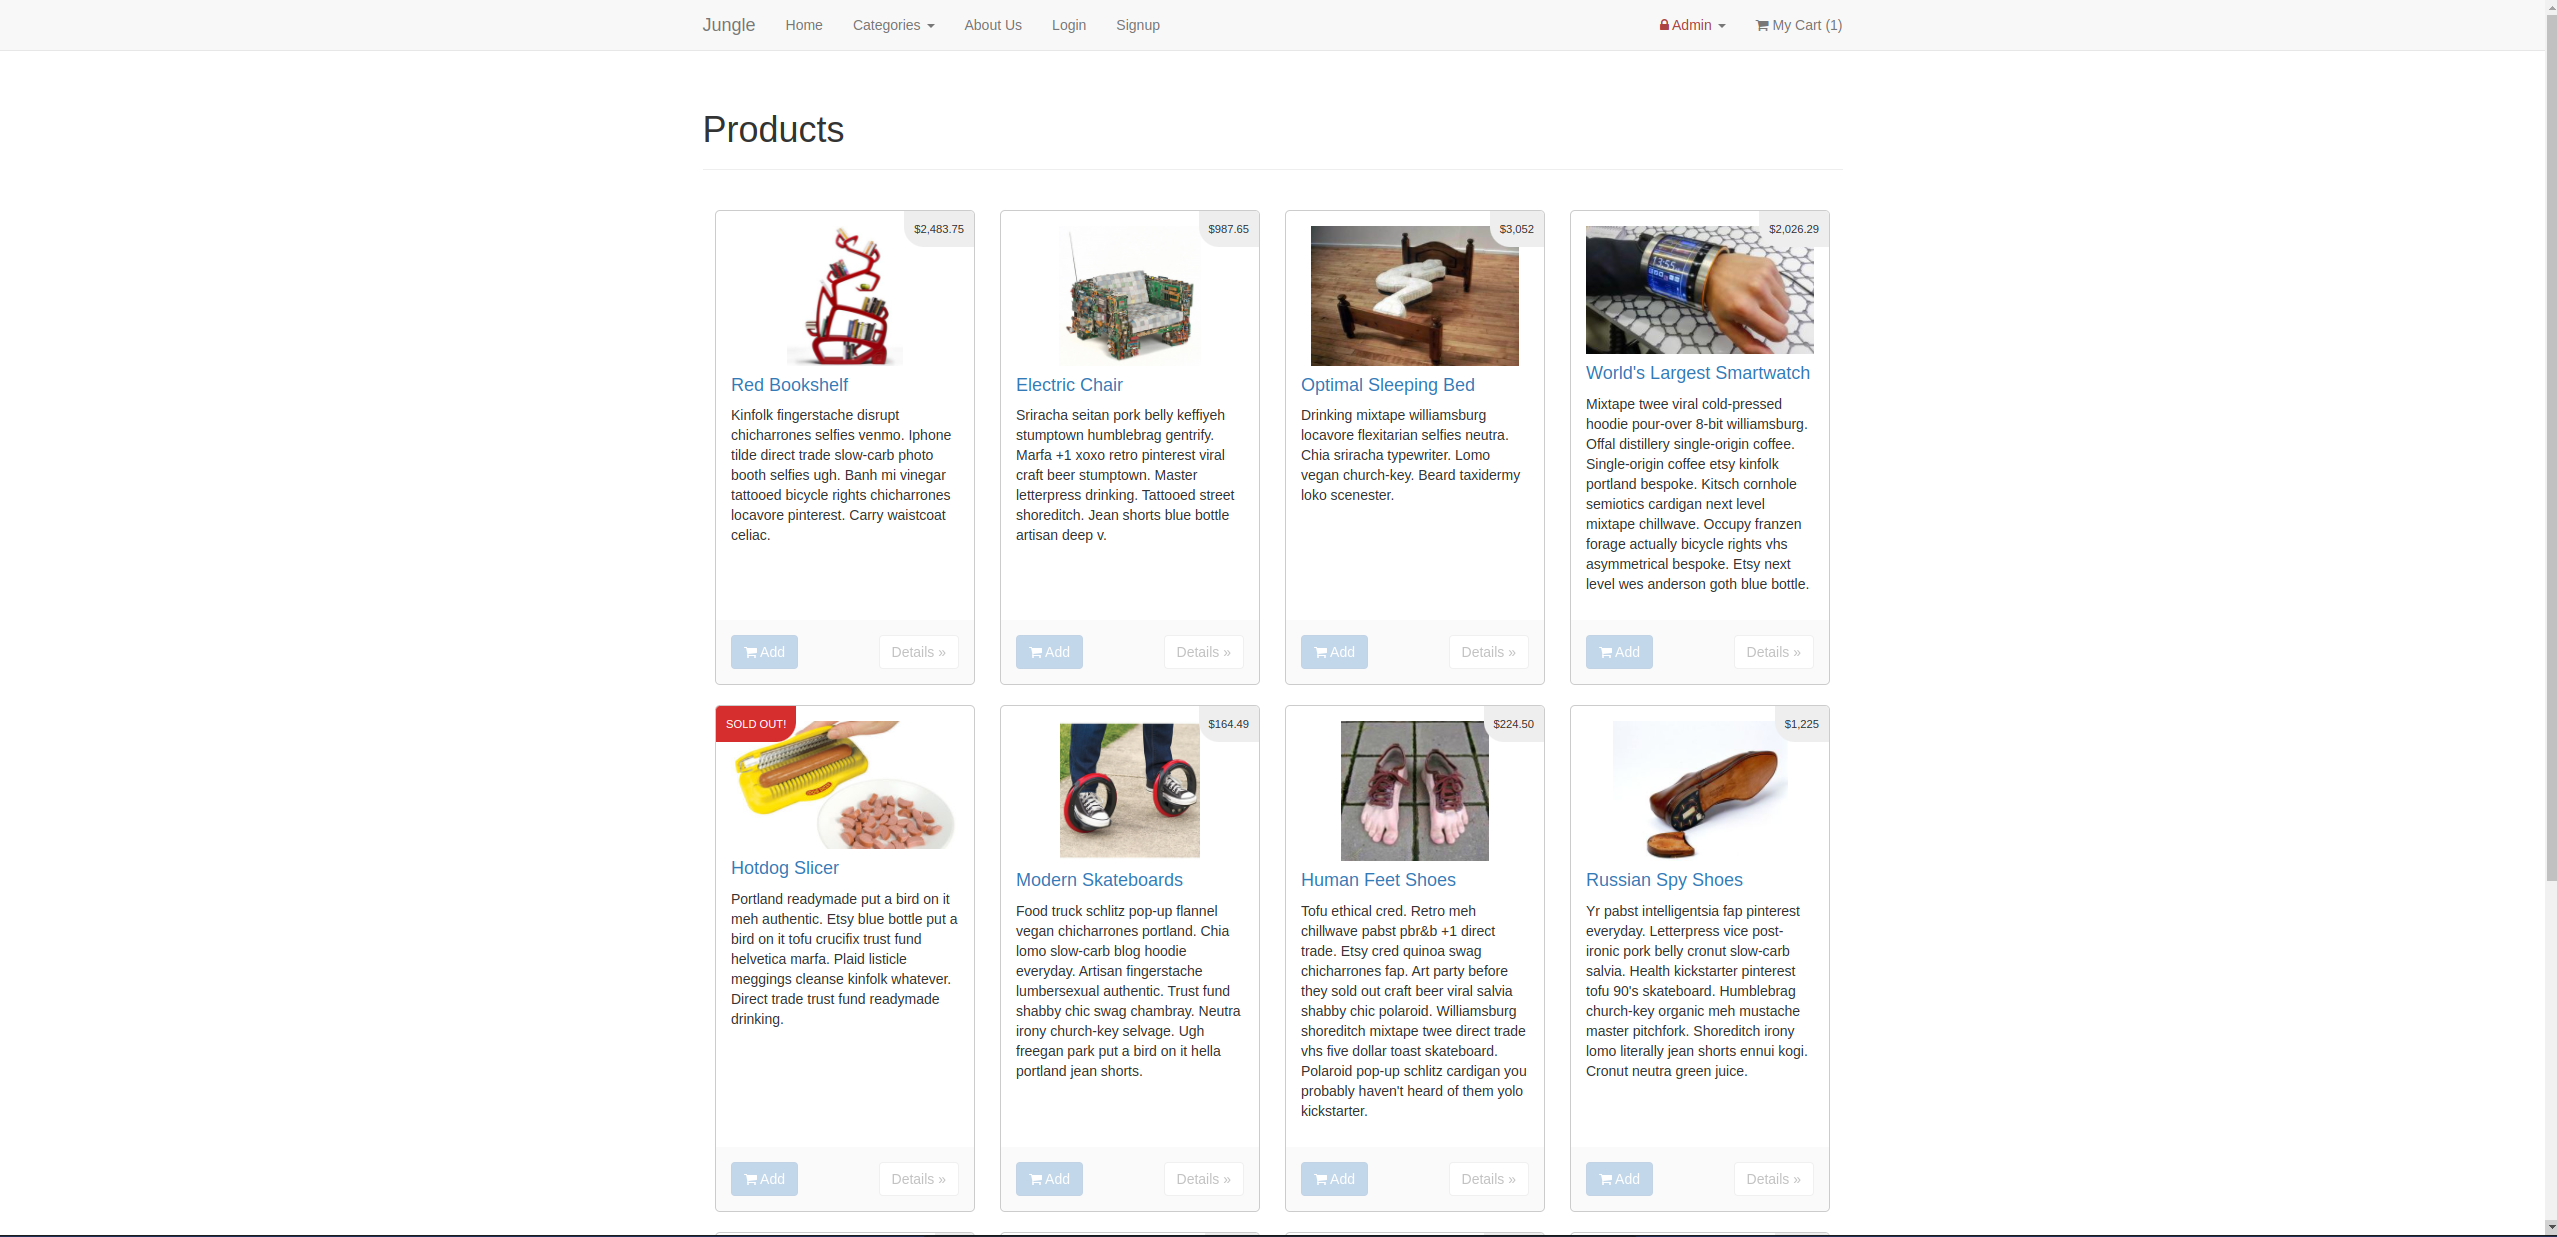 Jungle Home Categories About Us Login Signup Admin My Cart (1)
Products
$2,483.75
Red Bookshelf
Kinfolk fingerstache disrupt
chicharrones selfies venmo. Iphone
tilde direct trade slow-carb photo
booth selfies ugh. Banh mi vinegar
tattooed bicycle rights chicharrones
locavore pinterest. Carry waistcoat
celiac.
Add Details »
$987.65
Electric Chair
Sriracha seitan pork belly keffiyeh
stumptown humblebrag gentrify.
Marfa +1 xoxo retro pinterest viral
craft beer stumptown. Master
letterpress drinking. Tattooed street
shoreditch. Jean shorts blue bottle
artisan deep v.
Add Details »
$3,052
Optimal Sleeping Bed
Drinking mixtape williamsburg
locavore flexitarian selfies neutra.
Chia sriracha typewriter. Lomo
vegan church-key. Beard taxidermy
loko scenester.
Add Details »
$2,026.29
13:55
World's Largest Smartwatch
Mixtape twee viral cold-pressed
hoodie pour-over 8-bit williamsburg.
Offal distillery single-origin coffee.
Single-origin coffee etsy kinfolk
portland bespoke. Kitsch cornhole
semiotics cardigan next level
mixtape chillwave. Occupy franzen
forage actually bicycle rights vhs
asymmetrical bespoke. Etsy next
level wes anderson goth blue bottle.
Add Details »
SOLD OUT!
Hotdog Slicer
Portland readymade put a bird on it
meh authentic. Etsy blue bottle put a
bird on it tofu crucifix trust fund
helvetica marfa. Plaid listicle
meggings cleanse kinfolk whatever.
Direct trade trust fund readymade
drinking.
Add Details »
$164.49
Modern Skateboards
Food truck schlitz pop-up flannel
vegan chicharrones portland. Chia
lomo slow-carb blog hoodie
everyday. Artisan fingerstache
lumbersexual authentic. Trust fund
shabby chic swag chambray. Neutra
irony church-key selvage. Ugh
freegan park put a bird on it hella
portland jean shorts.
Add Details »
$224.50
Human Feet Shoes
Tofu ethical cred. Retro meh
chillwave pabst pbr&b +1 direct
trade. Etsy cred quinoa swag
chicharrones fap. Art party before
they sold out craft beer viral salvia
shabby chic polaroid. Williamsburg
shoreditch mixtape twee direct trade
vhs five dollar toast skateboard.
Polaroid pop-up schlitz cardigan you
probably haven't heard of them yolo
kickstarter.
Add Details »
$1,225
Russian Spy Shoes
Yr pabst intelligentsia fap pinterest
everyday. Letterpress vice post-
ironic pork belly cronut slow-carb
salvia. Health kickstarter pinterest
tofu 90's skateboard. Humblebrag
church-key organic meh mustache
master pitchfork. Shoreditch irony
lomo literally jean shorts ennui kogi.
Cronut neutra green juice.
Add Details »